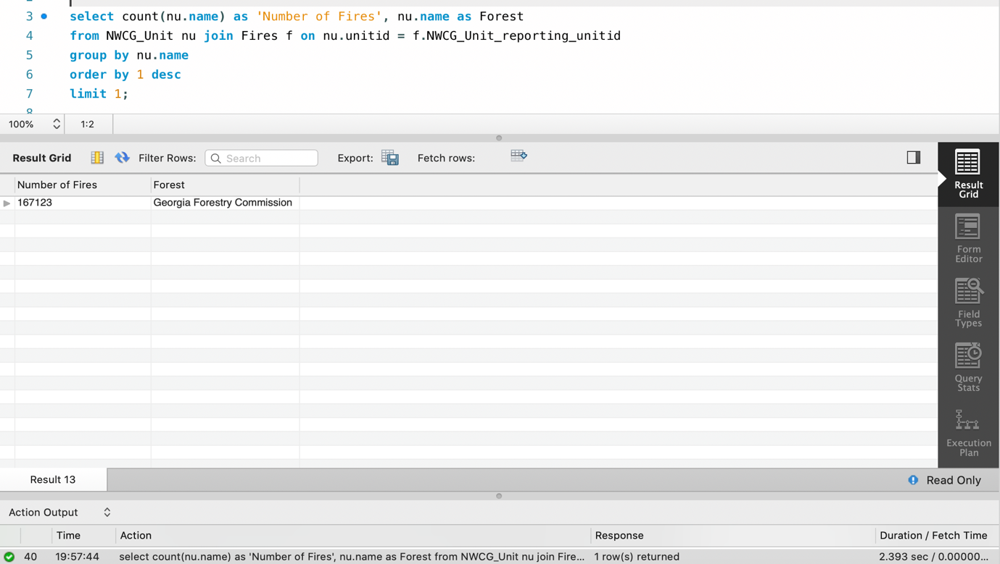 3 select count(nu.name) as 'Number of Fires', nu.name as Forest
4 from NWCG_Unit nu join Fires f on nu.unitid = f.NWCG_Unit_reporting_unitid
5 group by nu.name
6 order by 1 desc
7 limit 1;
8
100% 1:2
Result Grid Filter Rows: Search Export: Fetch rows:
Number of Fires Forest
167123 Georgia Forestry Commission
Result
Grid
Form
Editor
Field
Types
Query
Stats
Execution
Plan
Result 13 Read Only
Action Output
Time Action Response Duration / Fetch Time
40 19:57:44 select count(nu.name) as 'Number of Fires', nu.name as Forest from NWCG_Unit nu join Fire... 1 row(s) returned 2.393 sec / 0.00000...